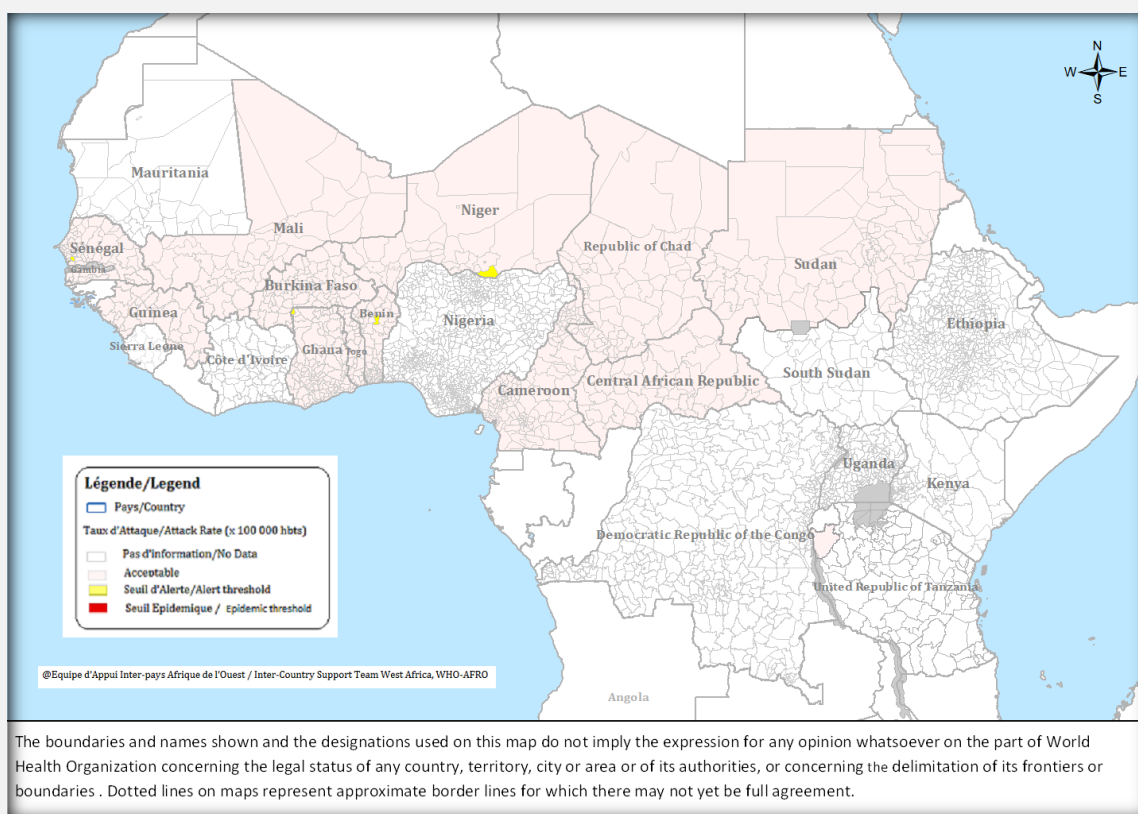 N
W E
S
Mauritania
Mali
Niger
Republic of Chad
Sudan
Sénégal
Gambia
Burkina Faso
Guinea
Benin
Nigeria
Ethiopia
Sierra Leone
Côte d'Ivoire
Ghana
Togo
Cameroon
Central African Republic
South Sudan
Uganda
Kenya
Democratic Republic of the Congo
United Republic of Tanzania
Angola
Légende/Legend
Pays/Country
Taux d'Attaque/Attack Rate (x 100 000 hbts)
Pas d'information/No Data
Acceptable
Seuil d'Alerte/Alert threshold
Seuil Epidemique / Epidemic threshold
@Equipe d'Appui Inter-pays Afrique de l'Ouest / Inter-Country Support Team West Africa, WHO-AFRO
The boundaries and names shown and the designations used on this map do not imply the expression for any opinion whatsoever on the part of World
Health Organization concerning the legal status of any country, territory, city or area or of its authorities, or concerning the delimitation of its frontiers or
boundaries . Dotted lines on maps represent approximate border lines for which there may not yet be full agreement.